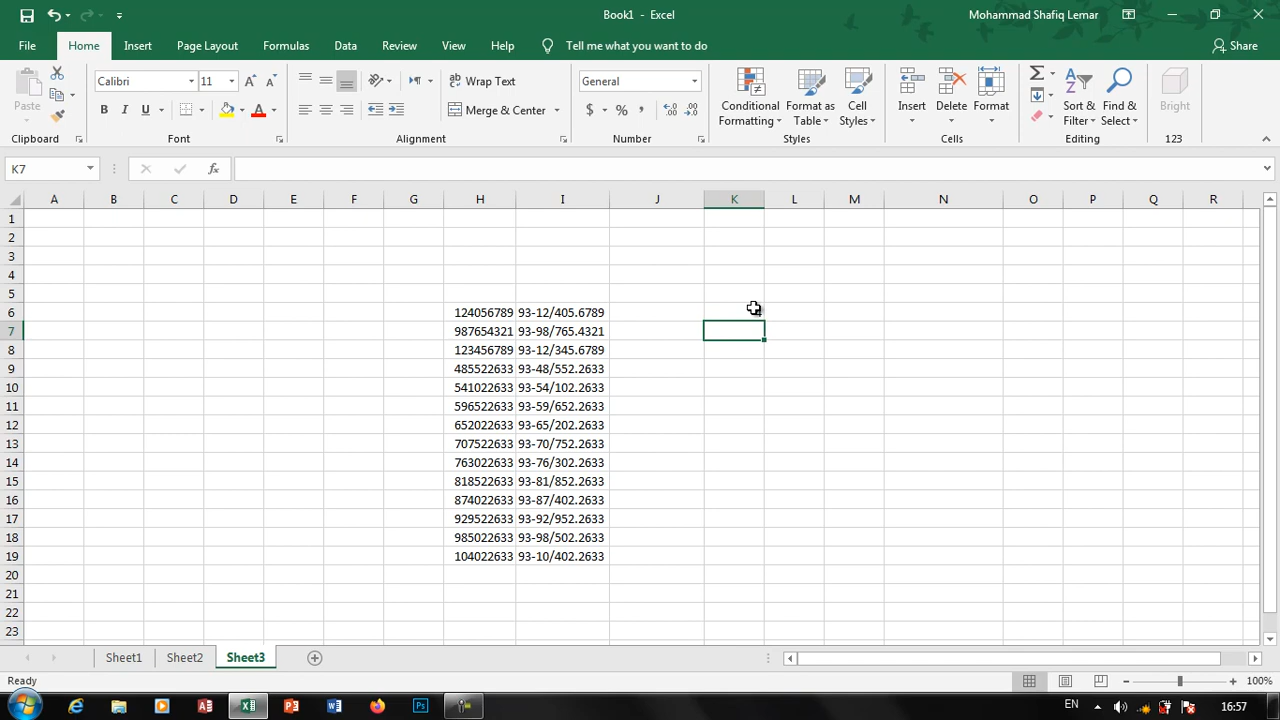 Book1 - Excel
Mohammad Shafiq Lemar
File Home Insert Page Layout Formulas Data Review View Help Tell me what you want to do Share
Calibri 11
Wrap Text
General
Paste
B I U
A
Merge & Center
$ % ,
Conditional Formatting
Format as Table
Cell Styles
Insert
Delete
Format
Sort & Filter
Find & Select
Bright
Clipboard Font Alignment Number Styles Cells Editing 123
K7
fx
A B C D E F G H I J K L M N O P Q R
1
2
3
4
5
6 124056789 93-12/405.6789
7 987654321 93-98/765.4321
8 123456789 93-12/345.6789
9 485522633 93-48/552.2633
10 541022633 93-54/102.2633
11 596522633 93-59/652.2633
12 652022633 93-65/202.2633
13 707522633 93-70/752.2633
14 763022633 93-76/302.2633
15 818522633 93-81/852.2633
16 874022633 93-87/402.2633
17 929522633 93-92/952.2633
18 985022633 93-98/502.2633
19 104022633 93-10/402.2633
20
21
22
23
Sheet1 Sheet2 Sheet3
Ready
100%
EN
16:57